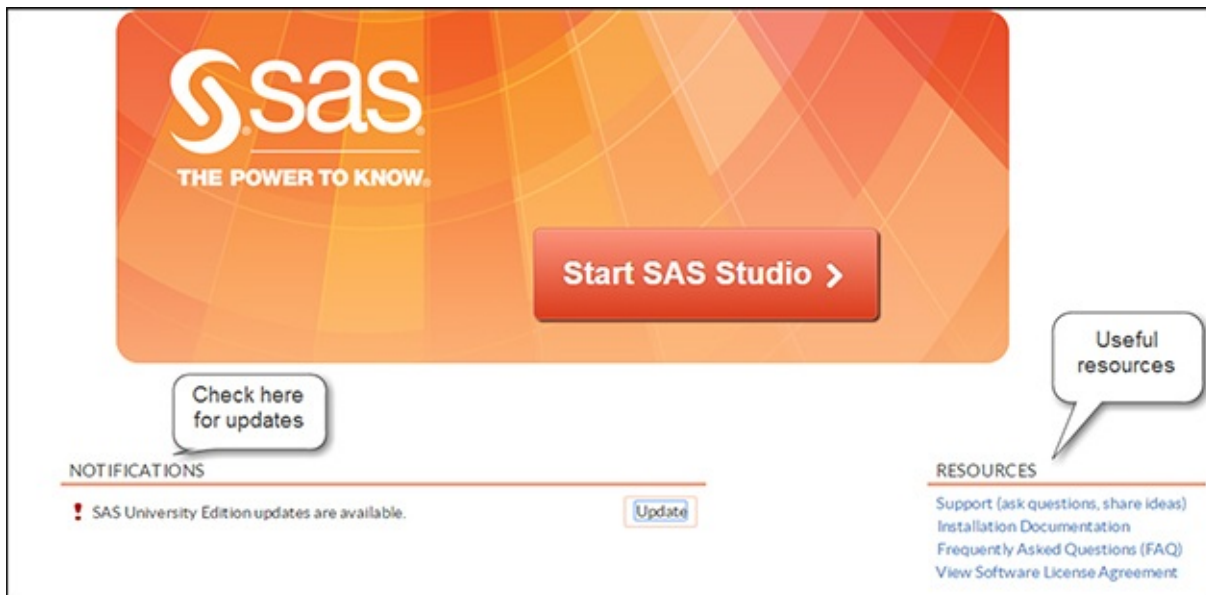 sas®
THE POWER TO KNOW®
Start SAS Studio >
Useful
resources
Check here
for updates
NOTIFICATIONS
! SAS University Edition updates are available.
Update
RESOURCES
Support (ask questions, share ideas)
Installation Documentation
Frequently Asked Questions (FAQ)
View Software License Agreement